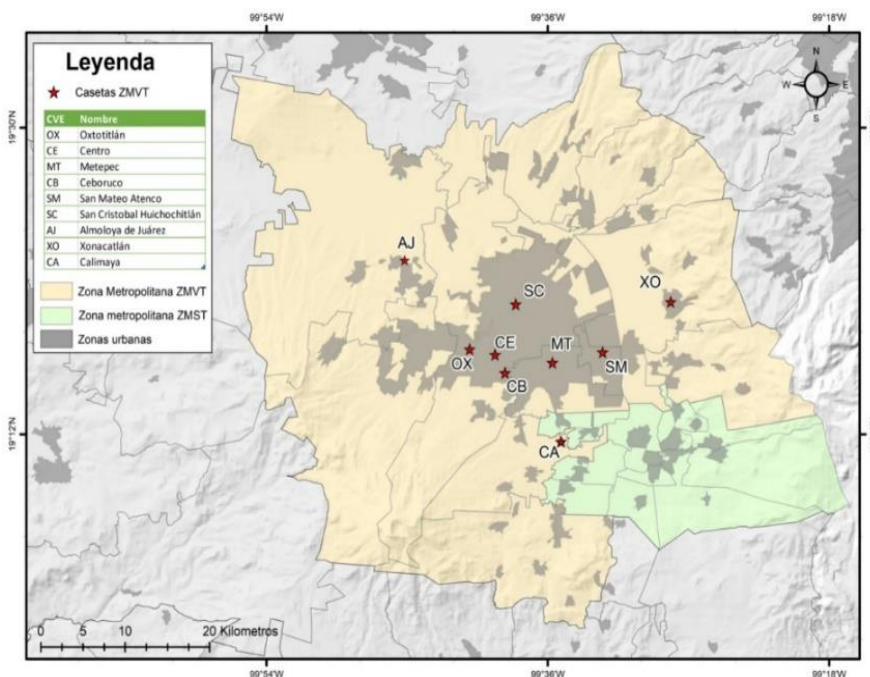 99°54'W 99°36'W 99°18'W
Leyenda
Casetas ZMVT
CVE Nombre
OX Oxtotitlán
CE Centro
MT Metepec
CB Ceboruco
SM San Mateo Atenco
SC San Cristobal Huichochitlán
AJ Almoloya de Juárez
XO Xonacatlán
CA Calimaya
Zona Metropolitana ZMVT
Zona metropolitana ZMST
Zonas urbanas
N
W E
S
19°30'N
AJ
SC
XO
OX
CE
CB
MT
SM
19°12'N
CA
0 5 10 20 Kilometros
99°54'W 99°36'W 99°18'W